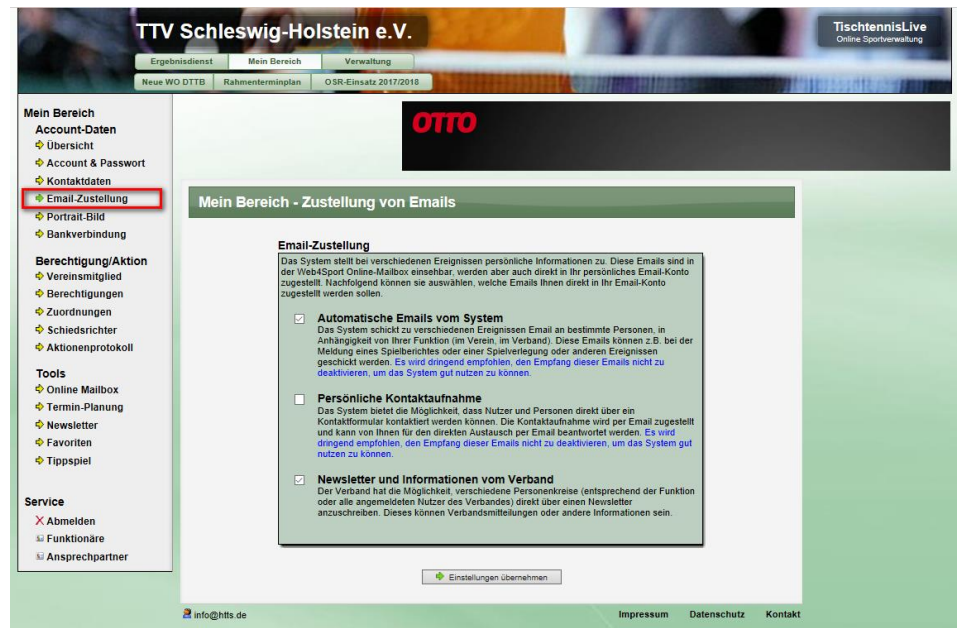 TTV Schleswig-Holstein e.V.
TischtennisLive
Online Sportverwaltung
Ergebnisdienst Mein Bereich Verwaltung
Neue WO DTTB Rahmenterminplan OSR-Einsatz 2017/2018
Mein Bereich
Account-Daten
Übersicht
Account & Passwort
Kontaktdaten
Email-Zustellung
Portrait-Bild
Bankverbindung
Berechtigung/Aktion
Vereinsmitglied
Berechtigungen
Zuordnungen
Schiedsrichter
Aktionenprotokoll
Tools
Online Mailbox
Termin-Planung
Newsletter
Favoriten
Tippspiel
Service
Abmelden
Funktionäre
Ansprechpartner
OTTO
Mein Bereich - Zustellung von Emails
Email-Zustellung
Das System stellt bei verschiedenen Ereignissen persönliche Informationen zu. Diese Emails sind in
der Web4Sport Online-Mailbox einsehbar, werden aber auch direkt in Ihr persönliches Email-Konto
zugestellt. Nachfolgend können sie auswählen, welche Emails Ihnen direkt in Ihr Email-Konto
zugestellt werden sollen.
Automatische Emails vom System
Das System schickt zu verschiedenen Ereignissen Email an bestimmte Personen, in
Anhängigkeit von Ihrer Funktion (im Verein, im Verband). Diese Emails können z.B. bei der
Meldung eines Spielberichtes oder einer Spielverlegung oder anderen Ereignissen
geschickt werden. Es wird dringend empfohlen, den Empfang dieser Emails nicht zu
deaktivieren, um das System gut nutzen zu können.
Persönliche Kontaktaufnahme
Das System bietet die Möglichkeit, dass Nutzer und Personen direkt über ein
Kontaktformular kontaktiert werden können. Die Kontaktaufnahme wird per Email zugestellt
und kann von Ihnen für den direkten Austausch per Email beantwortet werden. Es wird
dringend empfohlen, den Empfang dieser Emails nicht zu deaktivieren, um das System gut
nutzen zu können.
Newsletter und Informationen vom Verband
Der Verband hat die Möglichkeit, verschiedene Personenkreise (entsprechend der Funktion
oder alle angemeldeten Nutzer des Verbandes) direkt über einen Newsletter
anzuschreiben. Dieses können Verbandsmitteilungen oder andere Informationen sein.
Einstellungen übernehmen
info@htts.de
Impressum Datenschutz Kontakt